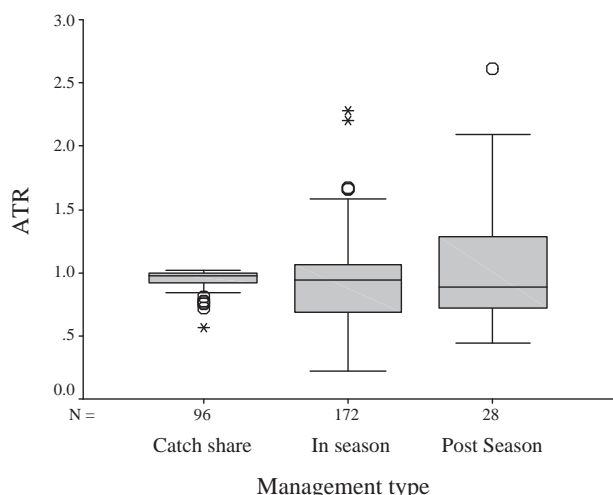 3.0
2.5
2.0
1.5
1.0
.5
0.0
ATR
N = 96 172 28
Catch share In season Post Season
Management type